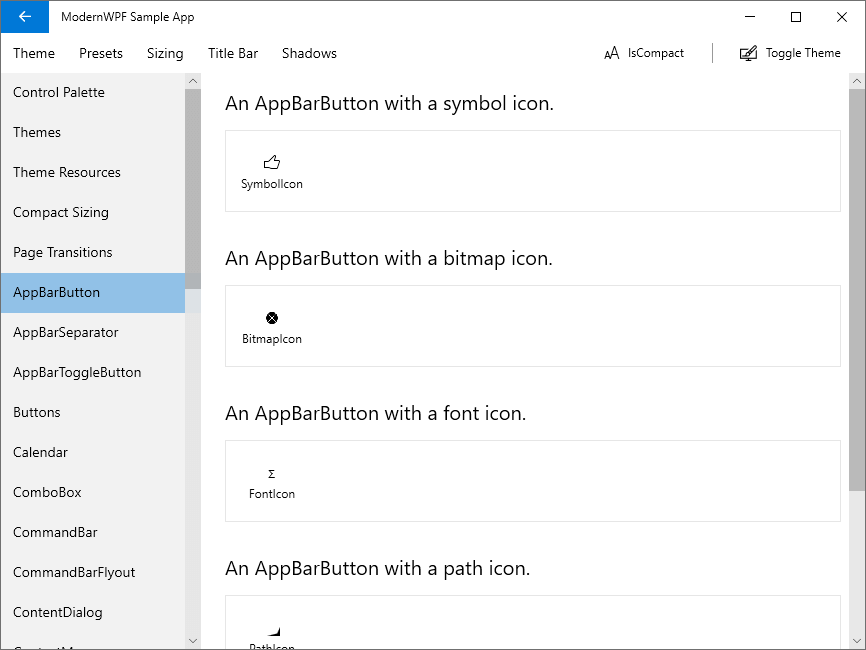 ModernWPF Sample App
Theme Presets Sizing Title Bar Shadows
IsCompact
Toggle Theme
Control Palette
Themes
Theme Resources
Compact Sizing
Page Transitions
AppBarButton
AppBarSeparator
AppBarToggleButton
Buttons
Calendar
ComboBox
CommandBar
CommandBarFlyout
ContentDialog
An AppBarButton with a symbol icon.
SymbolIcon
An AppBarButton with a bitmap icon.
BitmapIcon
An AppBarButton with a font icon.
Σ
FontIcon
An AppBarButton with a path icon.
PathIcon